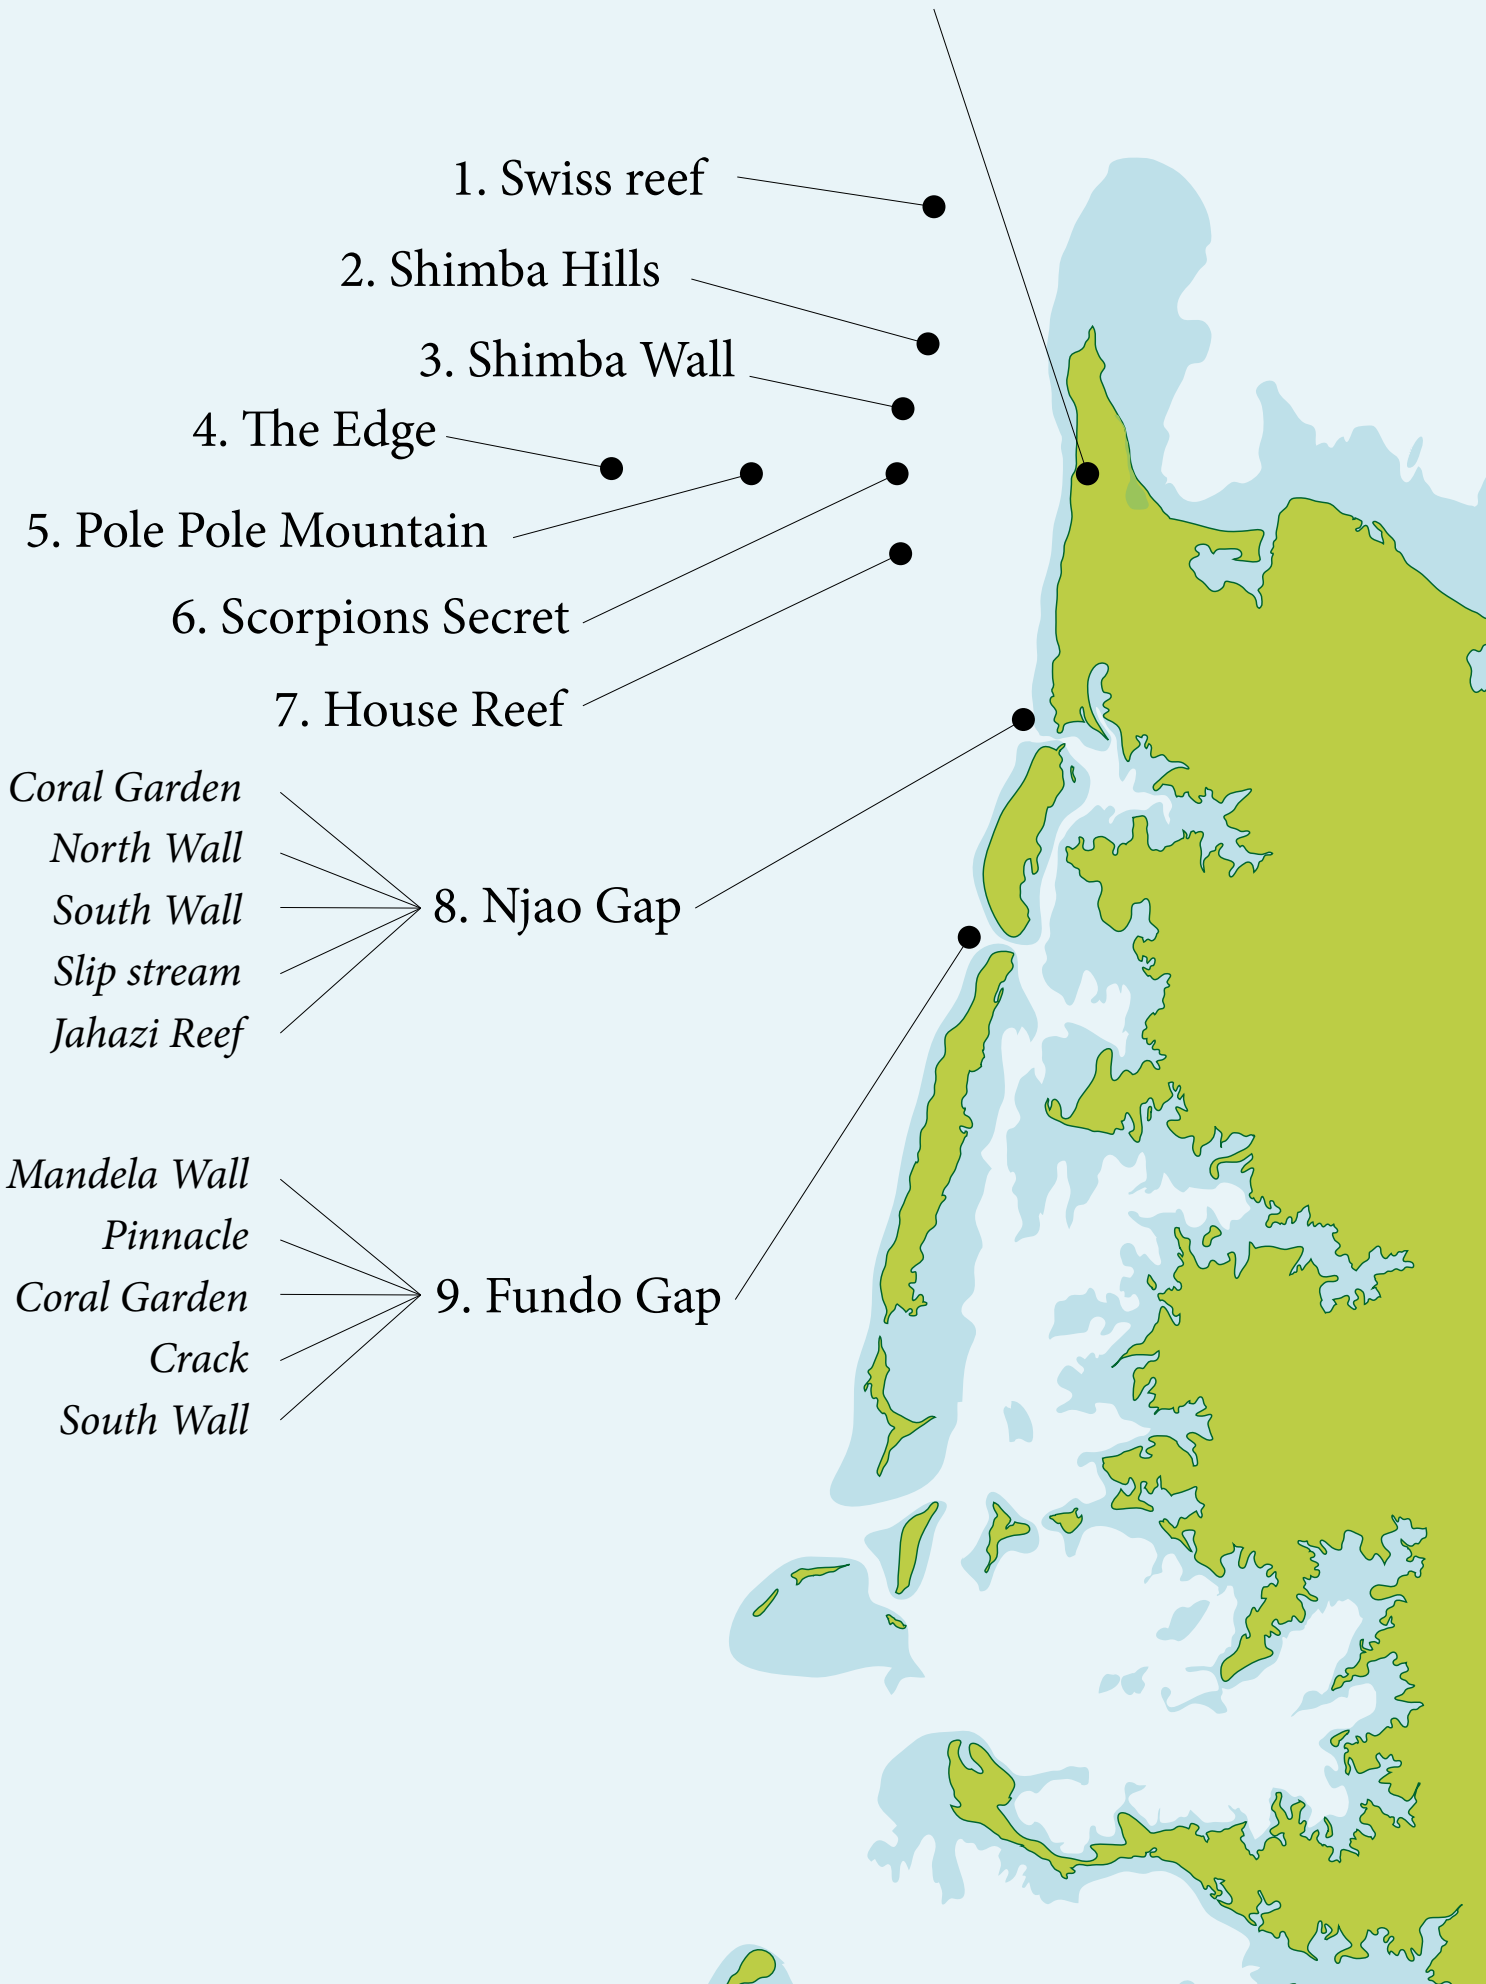 1. Swiss reef
2. Shimba Hills
3. Shimba Wall
4. The Edge
5. Pole Pole Mountain
6. Scorpions Secret
7. House Reef
Coral Garden
North Wall
South Wall
Slip stream
Jahazi Reef
8. Njao Gap
Mandela Wall
Pinnacle
Coral Garden
Crack
South Wall
9. Fundo Gap